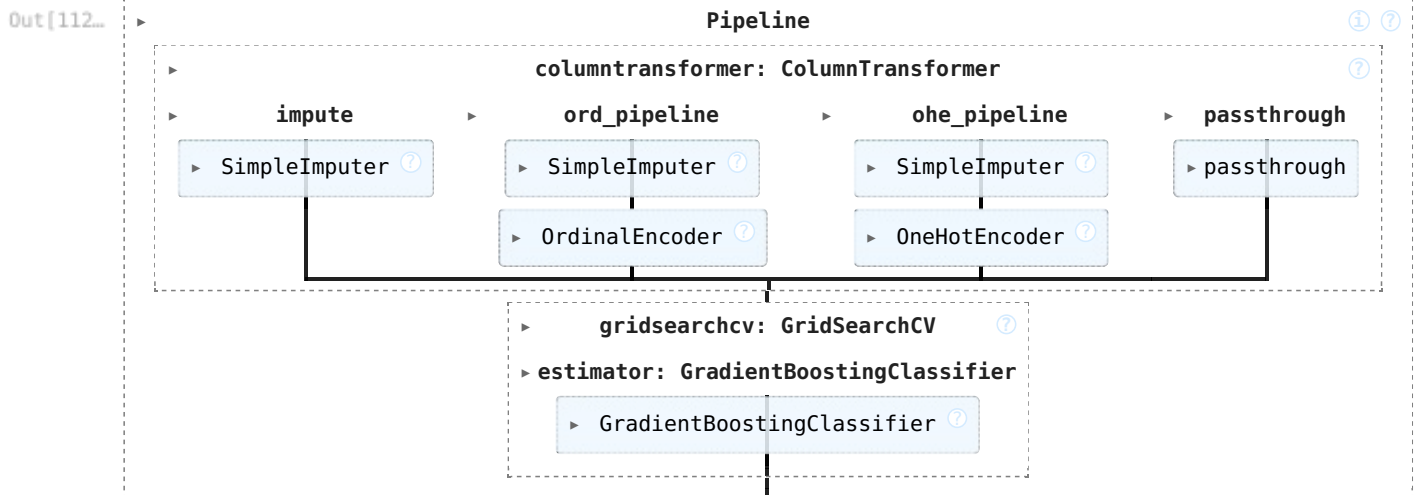 Out[112…
Pipeline
i ?
columntransformer: ColumnTransformer
?
impute ord_pipeline ohe_pipeline passthrough
SimpleImputer ? SimpleImputer ? SimpleImputer ? passthrough
OrdinalEncoder ? OneHotEncoder ?
gridsearchcv: GridSearchCV ?
estimator: GradientBoostingClassifier
GradientBoostingClassifier ?